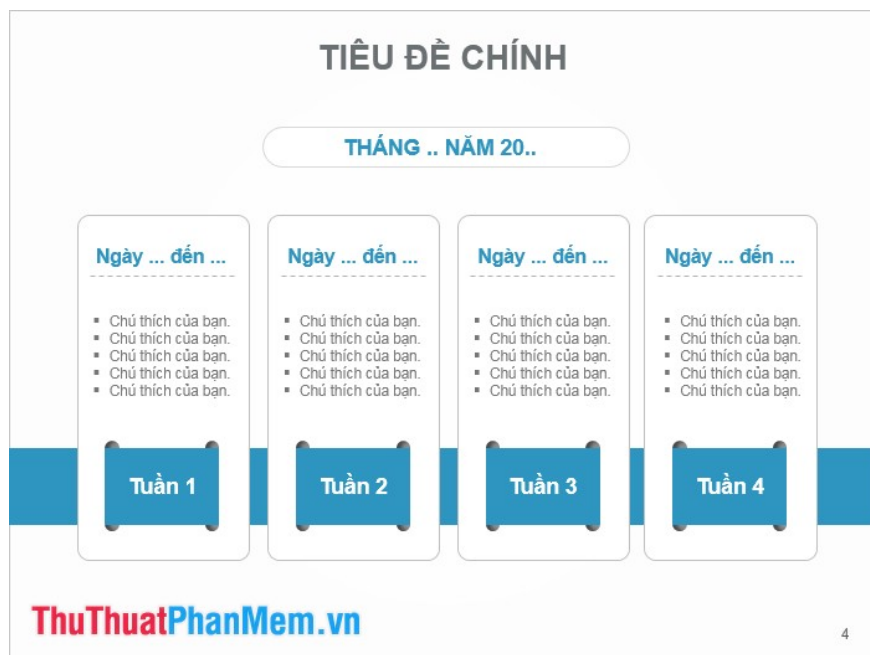 TIÊU ĐỀ CHÍNH
THÁNG .. NĂM 20..
Ngày ... đến ...
Chú thích của bạn.
Chú thích của bạn.
Chú thích của bạn.
Chú thích của bạn.
Chú thích của bạn.
Tuần 1
Ngày ... đến ...
Chú thích của bạn.
Chú thích của bạn.
Chú thích của bạn.
Chú thích của bạn.
Chú thích của bạn.
Tuần 2
Ngày ... đến ...
Chú thích của bạn.
Chú thích của bạn.
Chú thích của bạn.
Chú thích của bạn.
Chú thích của bạn.
Tuần 3
Ngày ... đến ...
Chú thích của bạn.
Chú thích của bạn.
Chú thích của bạn.
Chú thích của bạn.
Chú thích của bạn.
Tuần 4
ThuThuatPhanMem.vn
4